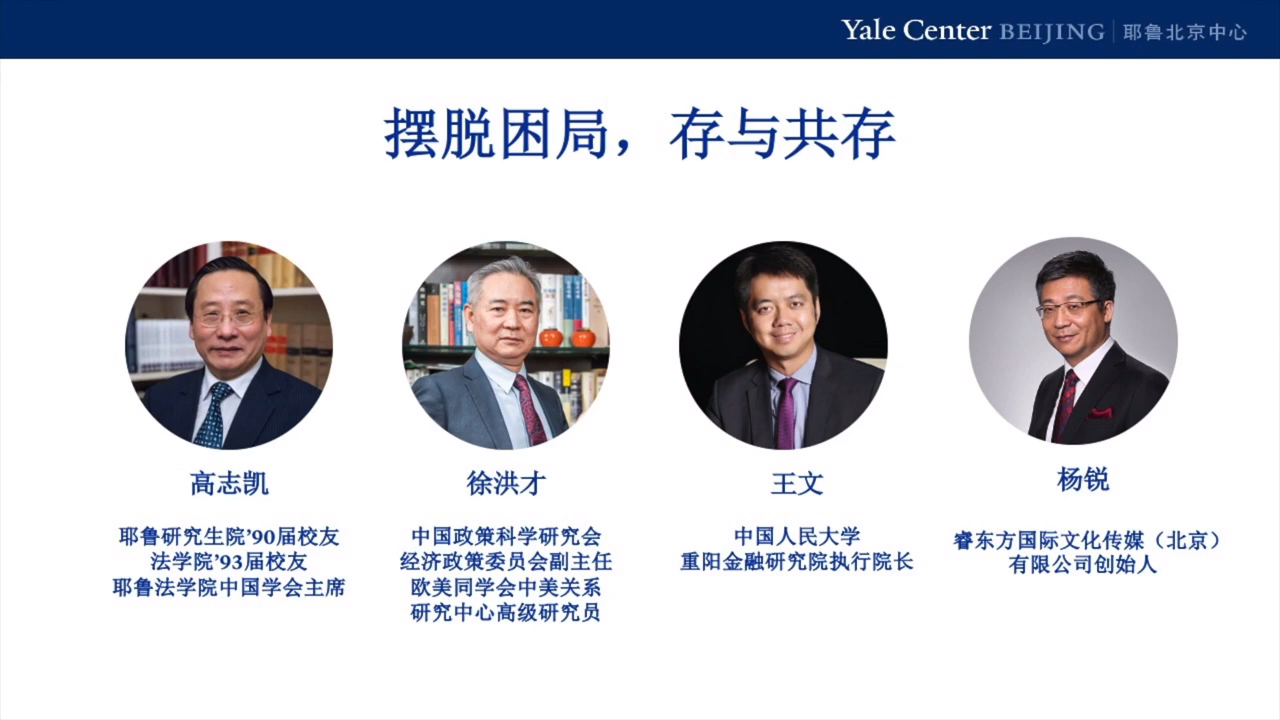 Yale Center BEIJING | 耶鲁北京中心
摆脱困局，存与共存
高志凯
耶鲁研究生院’90届校友
法学院’93届校友
耶鲁法学院中国学会主席
徐洪才
中国政策科学研究会
经济政策委员会副主任
欧美同学会中美关系
研究中心高级研究员
王文
中国人民大学
重阳金融研究院执行院长
杨锐
睿东方国际文化传媒（北京）
有限公司创始人